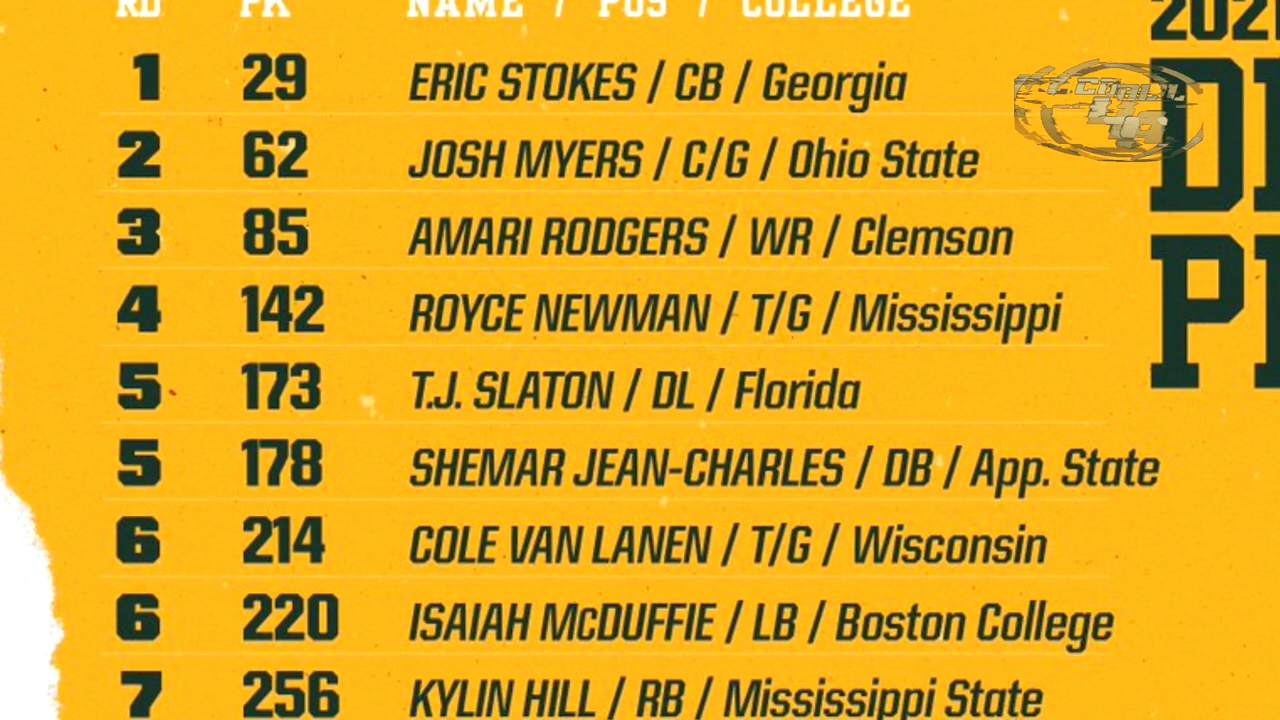 RD PK NAME / POS / COLLEGE
1 29 ERIC STOKES / CB / Georgia
2 62 JOSH MYERS / C/G / Ohio State
3 85 AMARI RODGERS / WR / Clemson
4 142 ROYCE NEWMAN / T/G / Mississippi
5 173 T.J. SLATON / DL / Florida
5 178 SHEMAR JEAN-CHARLES / DB / App. State
6 214 COLE VAN LANEN / T/G / Wisconsin
6 220 ISAIAH McDUFFIE / LB / Boston College
7 256 KYLIN HILL / RB / Mississippi State
2021